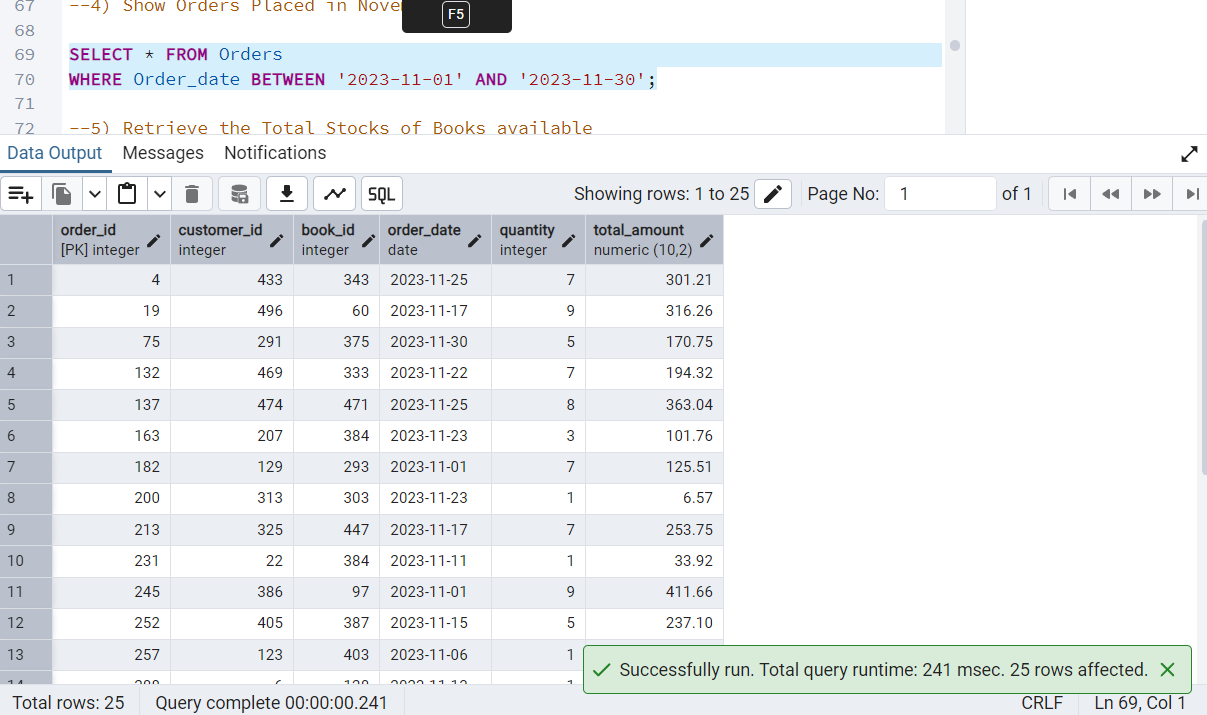 67 --4) Show Orders Placed in Nove
F5
68
69 SELECT * FROM Orders
70 WHERE Order_date BETWEEN '2023-11-01' AND '2023-11-30';
71
72 --5) Retrieve the Total Stocks of Books available
Data Output Messages Notifications
SQL Showing rows: 1 to 25 Page No: 1 of 1
order_id customer_id book_id order_date quantity total_amount
[PK] integer integer integer date integer numeric (10,2)
1 4 433 343 2023-11-25 7 301.21
2 19 496 60 2023-11-17 9 316.26
3 75 291 375 2023-11-30 5 170.75
4 132 469 333 2023-11-22 7 194.32
5 137 474 471 2023-11-25 8 363.04
6 163 207 384 2023-11-23 3 101.76
7 182 129 293 2023-11-01 7 125.51
8 200 313 303 2023-11-23 1 6.57
9 213 325 447 2023-11-17 7 253.75
10 231 22 384 2023-11-11 1 33.92
11 245 386 97 2023-11-01 9 411.66
12 252 405 387 2023-11-15 5 237.10
13 257 123 403 2023-11-06 1
Successfully run. Total query runtime: 241 msec. 25 rows affected.
Total rows: 25 Query complete 00:00:00.241 CRLF Ln 69, Col 1